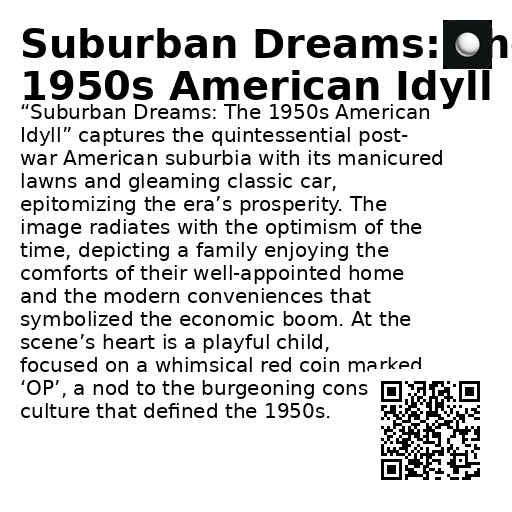 Suburban Dreams:
1950s American Idyll
“Suburban Dreams: The 1950s American
Idyll” captures the quintessential post-
war American suburbia with its manicured
lawns and gleaming classic car,
epitomizing the era’s prosperity. The
image radiates with the optimism of the
time, depicting a family enjoying the
comforts of their well-appointed home
and the modern conveniences that
symbolized the economic boom. At the
scene’s heart is a playful child,
focused on a whimsical red coin marked
‘OP’, a nod to the burgeoning cons
culture that defined the 1950s.